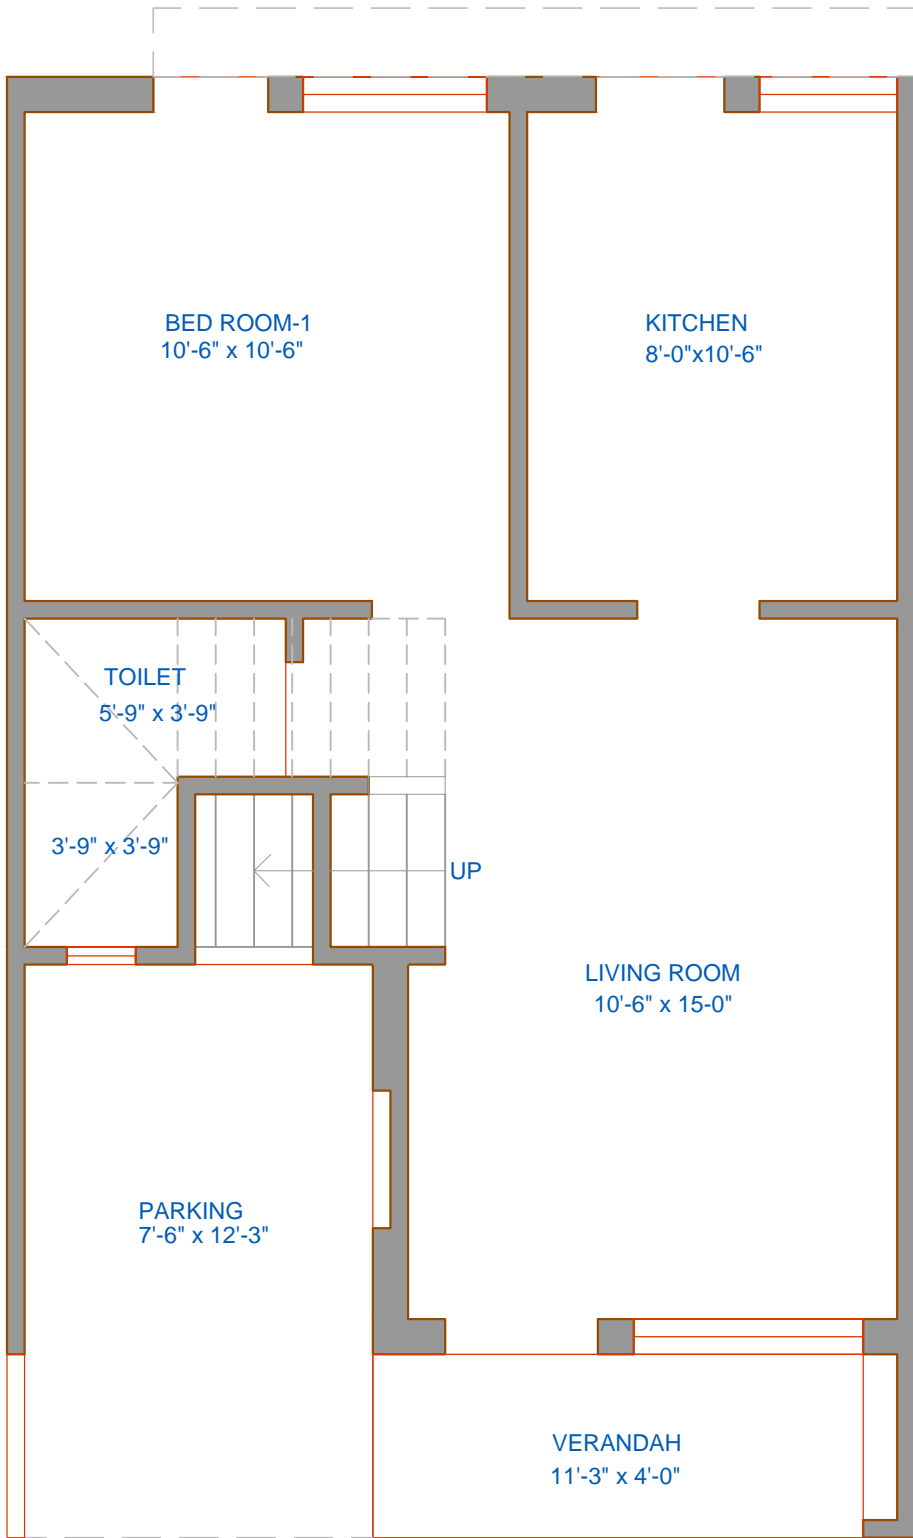 BED ROOM-1
10'-6" x 10'-6"
KITCHEN
8'-0"x10'-6"
TOILET
5'-9" x 3'-9"
3'-9" x 3'-9"
UP
LIVING ROOM
10'-6" x 15-0"
PARKING
7'-6" x 12'-3"
VERANDAH
11'-3" x 4'-0"